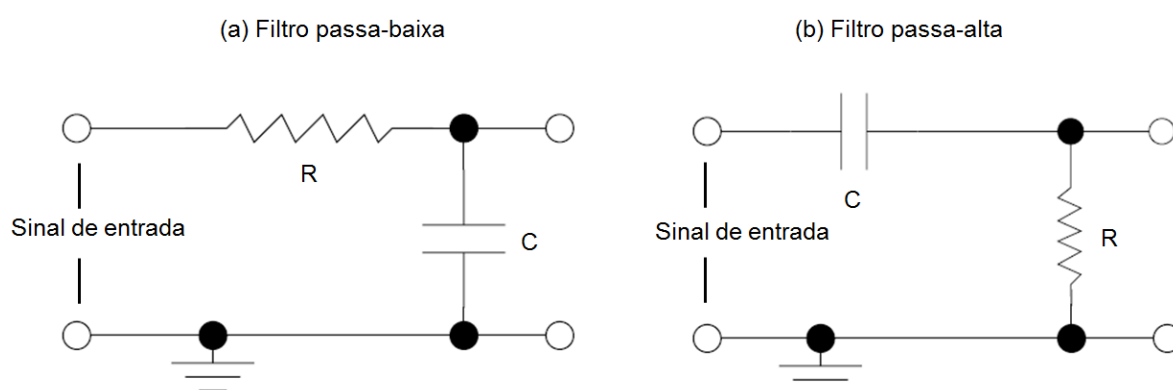 (a) Filtro passa-baixa
(b) Filtro passa-alta
R
Sinal de entrada
C
C
Sinal de entrada
R